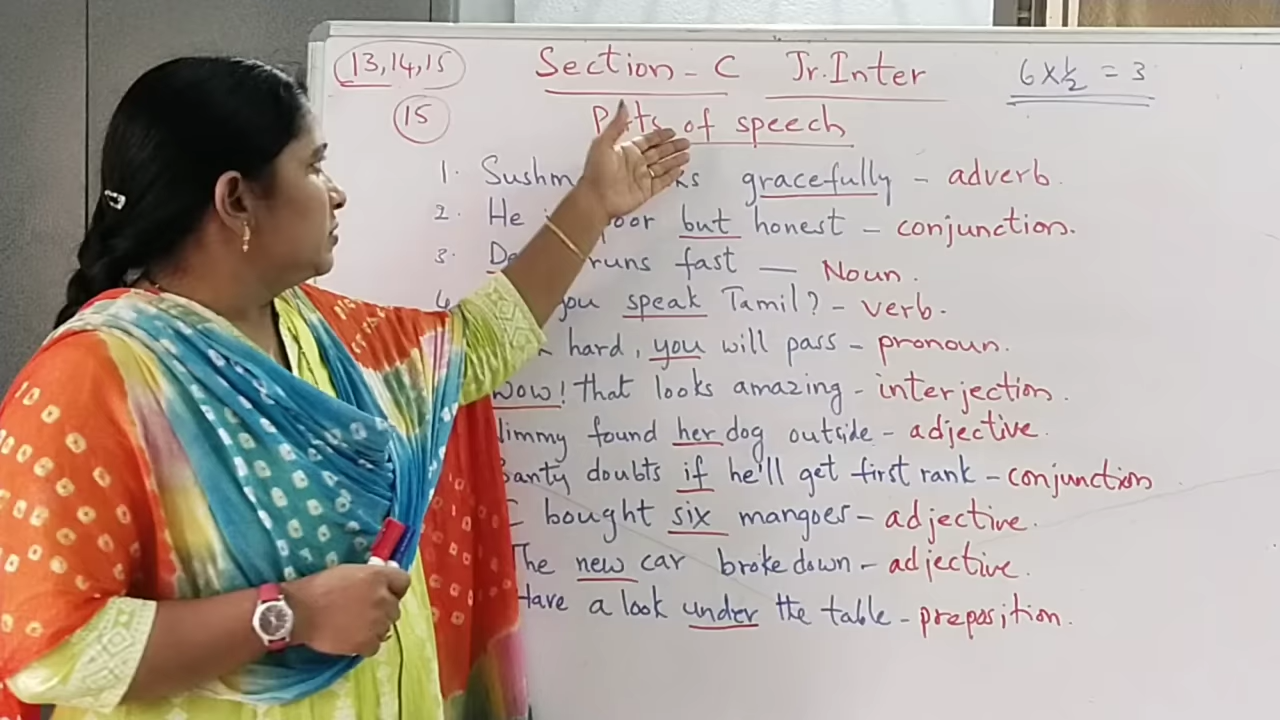 13,14,15 Section - C Jr. Inter 6 x 1/2 = 3
15 of speech
1. gracefully - adverb.
2. He but honest - conjunction.
3. runs fast — Noun.
you speak Tamil? - verb.
hard, you will pass - pronoun.
Wow! that looks amazing - interjection.
Jimmy found her dog outside - adjective.
Banty doubts if he'll get first rank - conjunction
I bought six mangoes - adjective.
The new car broke down - adjective.
Have a look under the table - preposition.